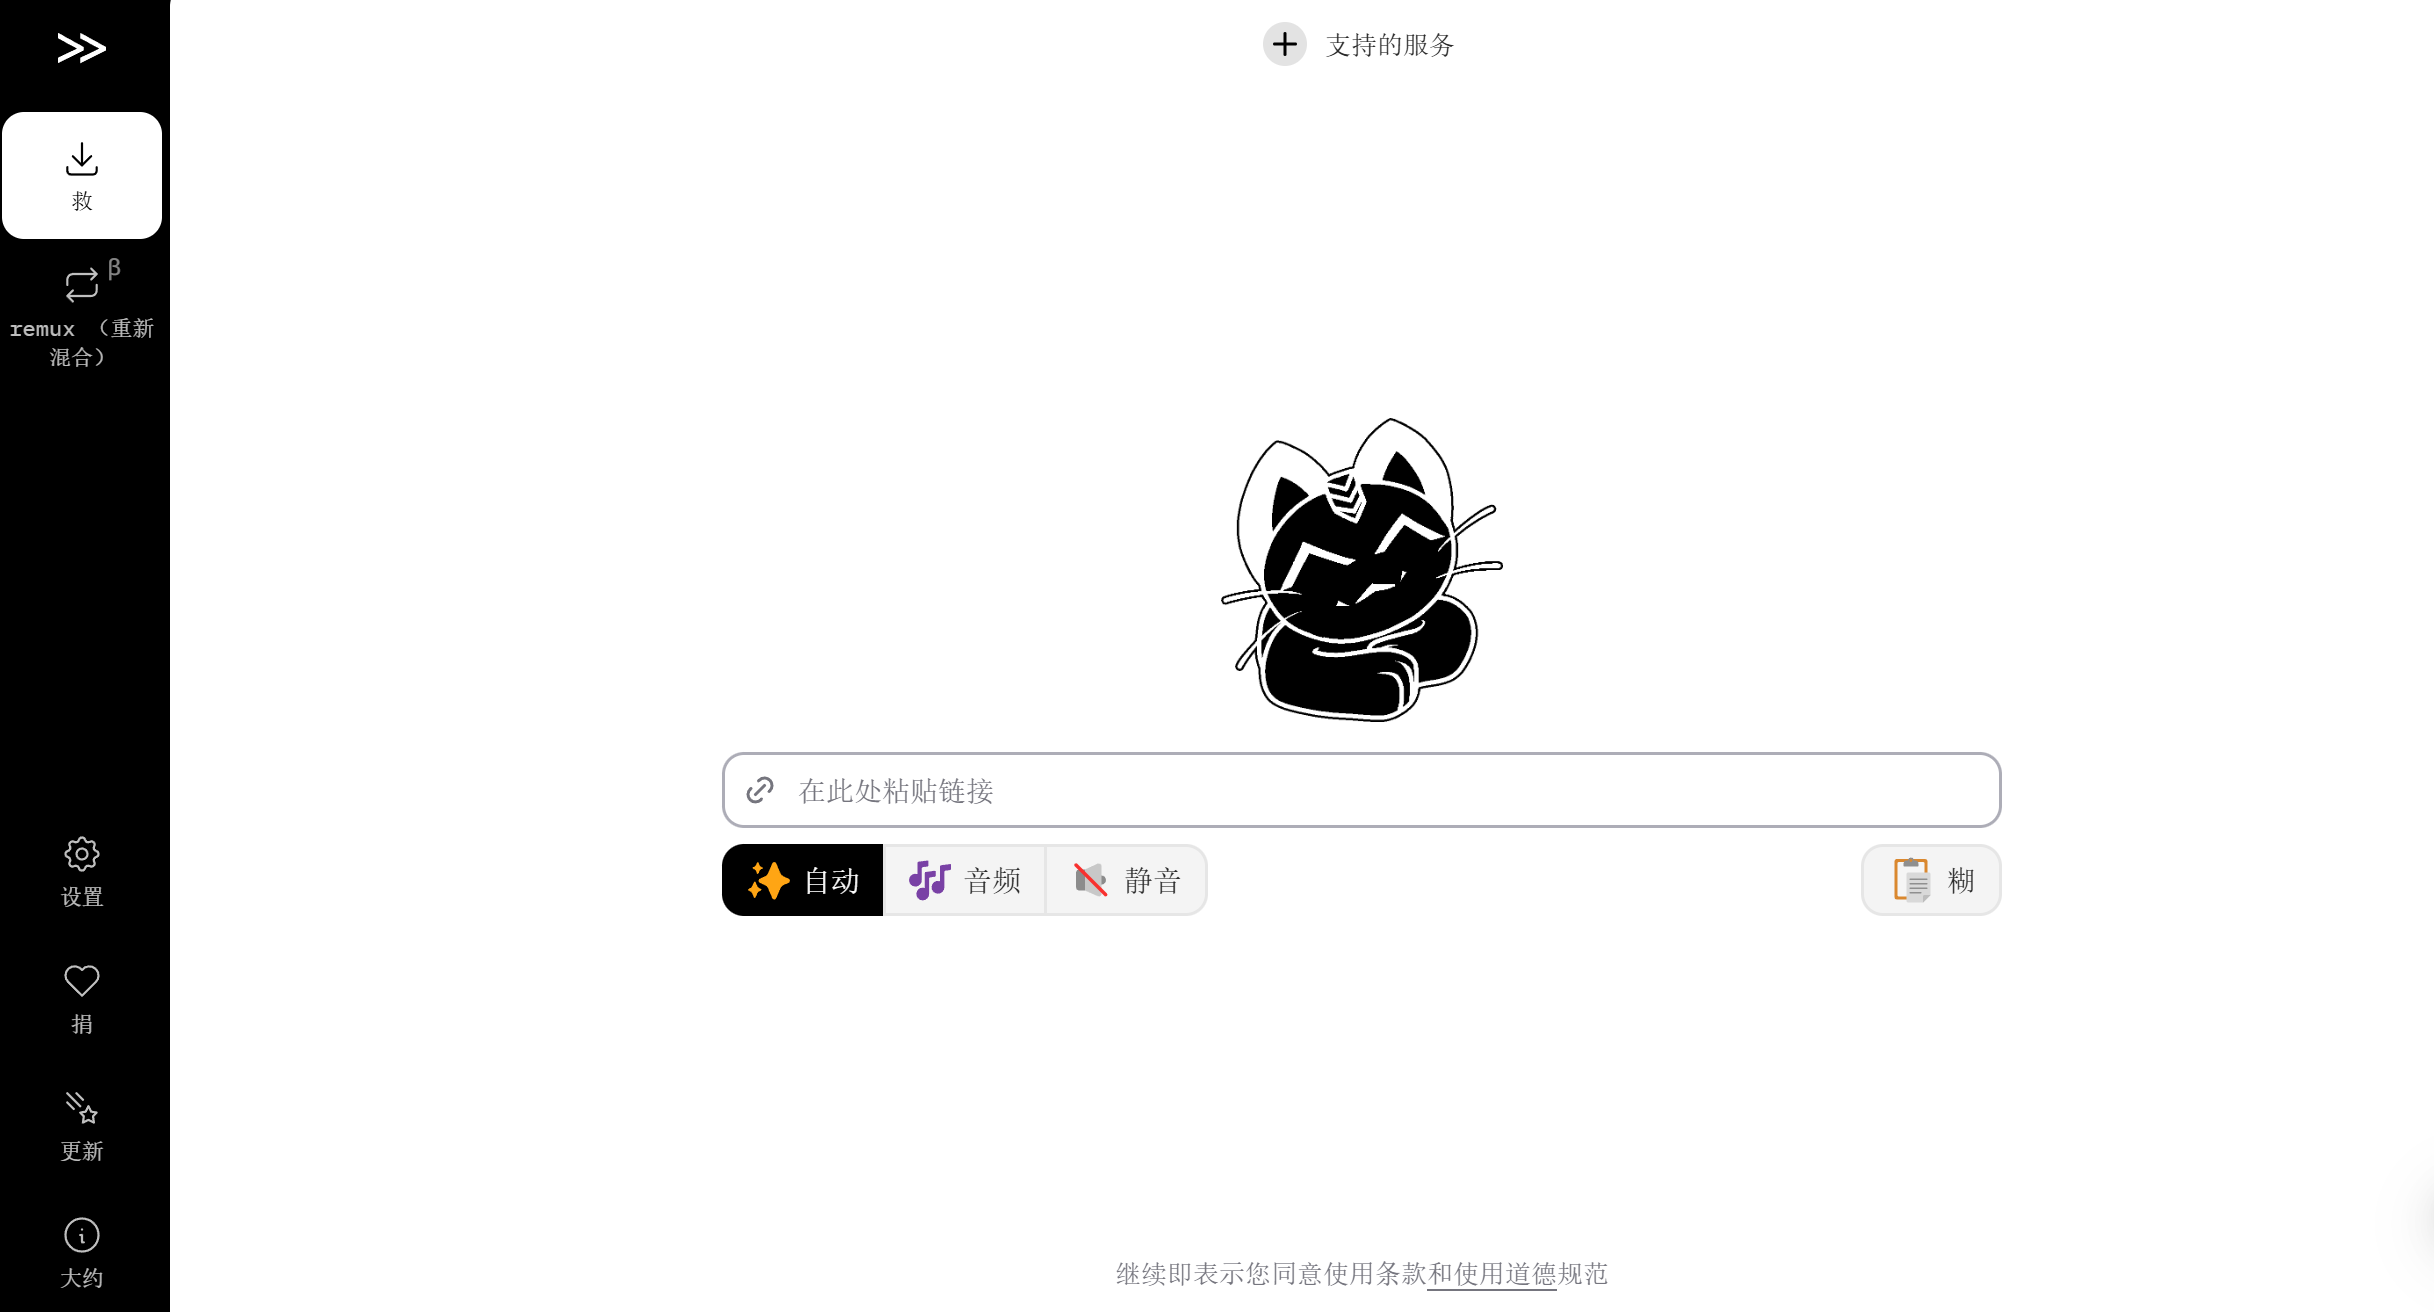 救
β
remux （重新
混合）
设置
捐
更新
大约
支持的服务
在此处粘贴链接
自动
音频
静音
糊
继续即表示您同意使用条款和使用道德规范